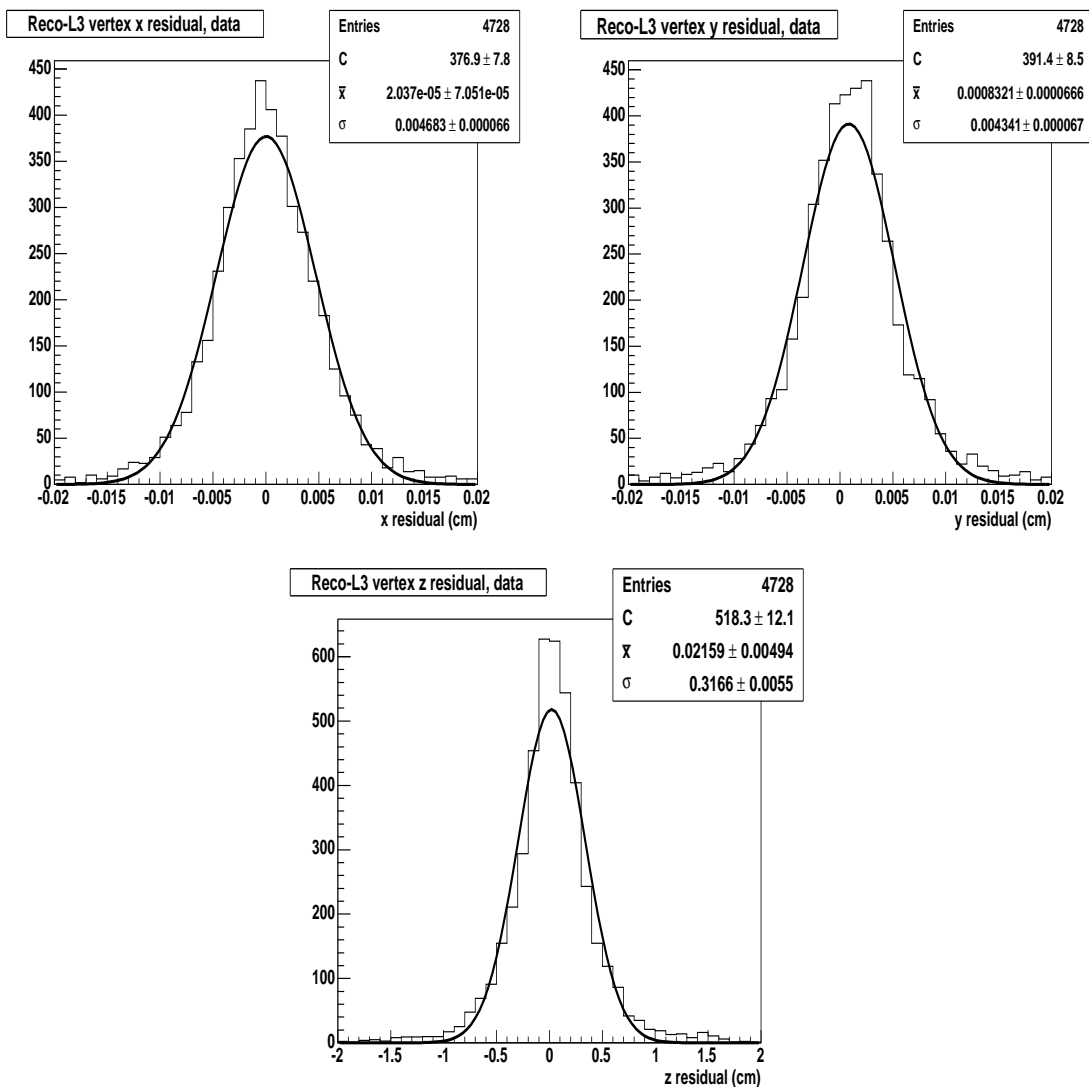 Reco-L3 vertex x residual, data
Entries 4728
C 376.9 ± 7.8
x̅ 2.037e-05 ± 7.051e-05
σ 0.004683 ± 0.000066
450
400
350
300
250
200
150
100
50
0
-0.02 -0.015 -0.01 -0.005 0 0.005 0.01 0.015 0.02
x residual (cm)
Reco-L3 vertex y residual, data
Entries 4728
C 391.4 ± 8.5
x̅ 0.0008321 ± 0.0000666
σ 0.004341 ± 0.000067
450
400
350
300
250
200
150
100
50
0
-0.02 -0.015 -0.01 -0.005 0 0.005 0.01 0.015 0.02
y residual (cm)
Reco-L3 vertex z residual, data
Entries 4728
C 518.3 ± 12.1
x̅ 0.02159 ± 0.00494
σ 0.3166 ± 0.0055
600
500
400
300
200
100
0
-2 -1.5 -1 -0.5 0 0.5 1 1.5 2
z residual (cm)